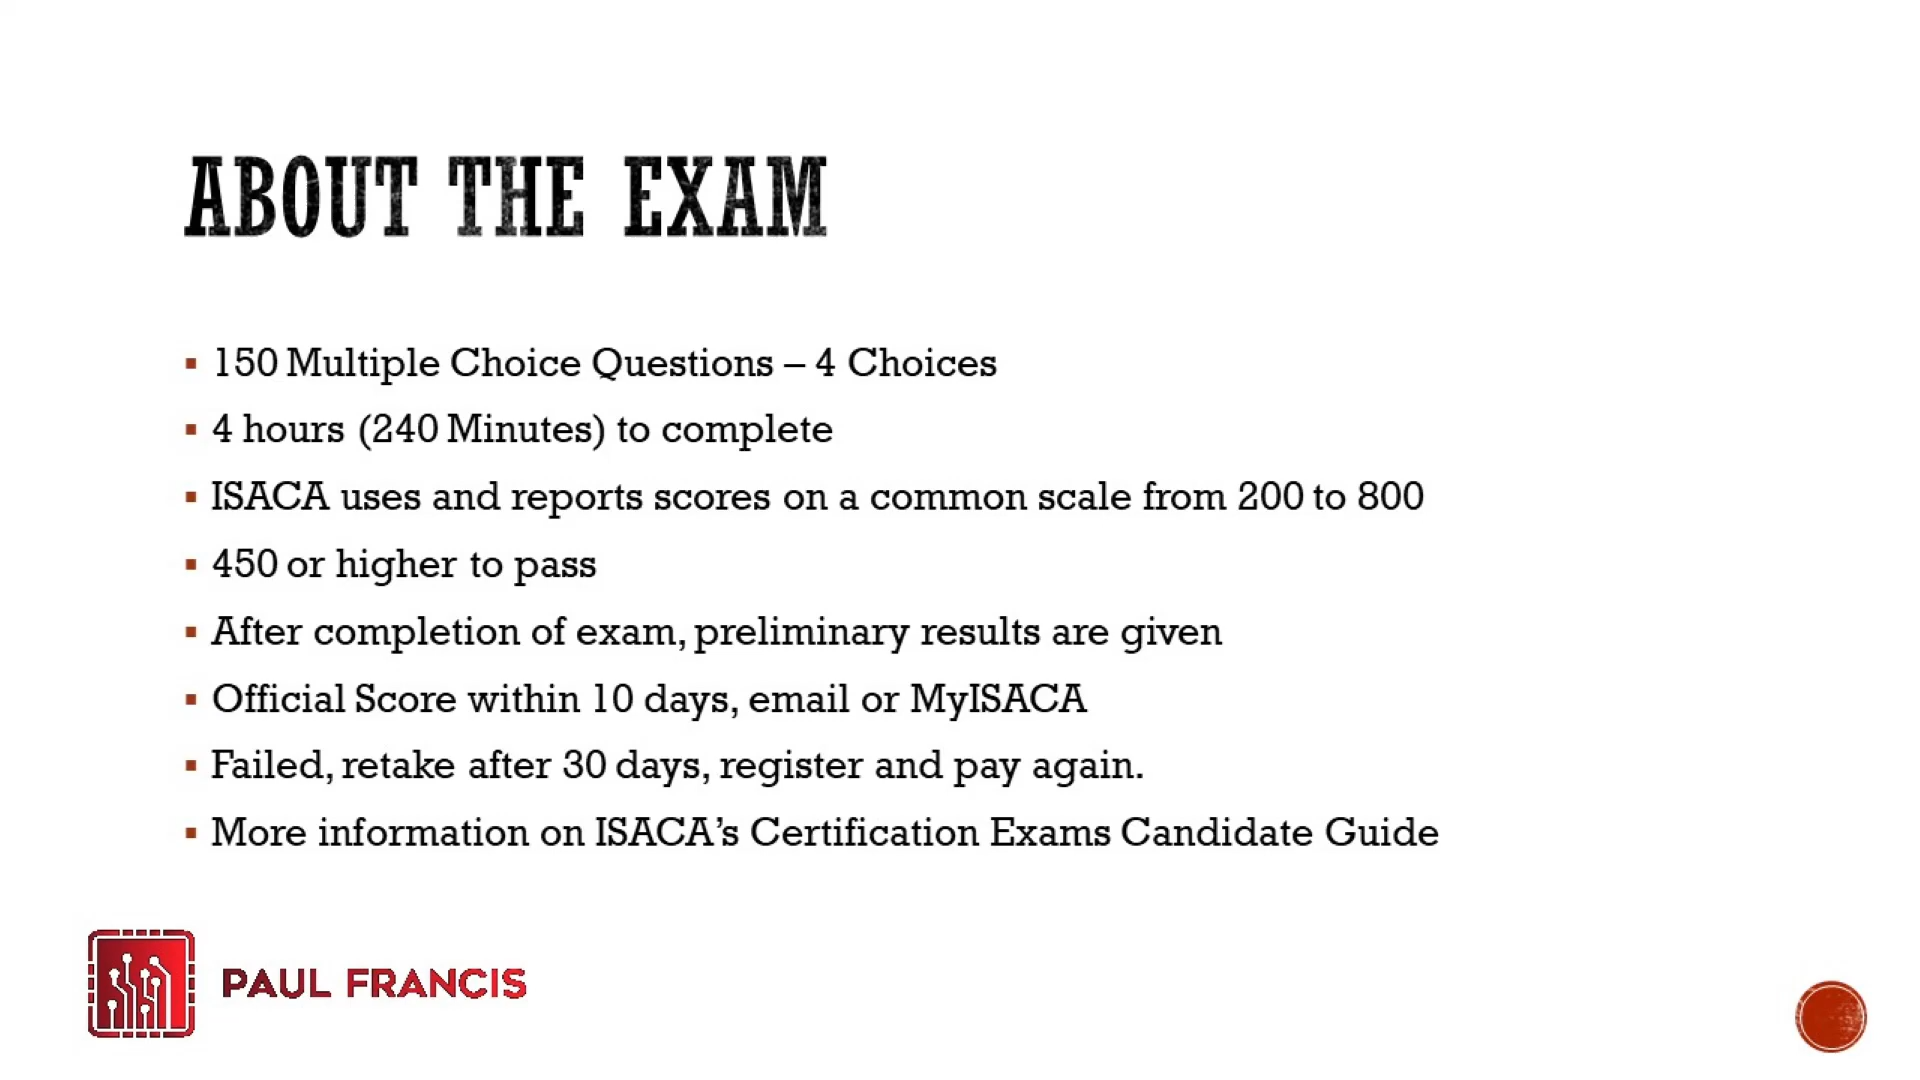 ABOUT THE EXAM
▪ 150 Multiple Choice Questions – 4 Choices
▪ 4 hours (240 Minutes) to complete
▪ ISACA uses and reports scores on a common scale from 200 to 800
▪ 450 or higher to pass
▪ After completion of exam, preliminary results are given
▪ Official Score within 10 days, email or MyISACA
▪ Failed, retake after 30 days, register and pay again.
▪ More information on ISACA’s Certification Exams Candidate Guide
PAUL FRANCIS